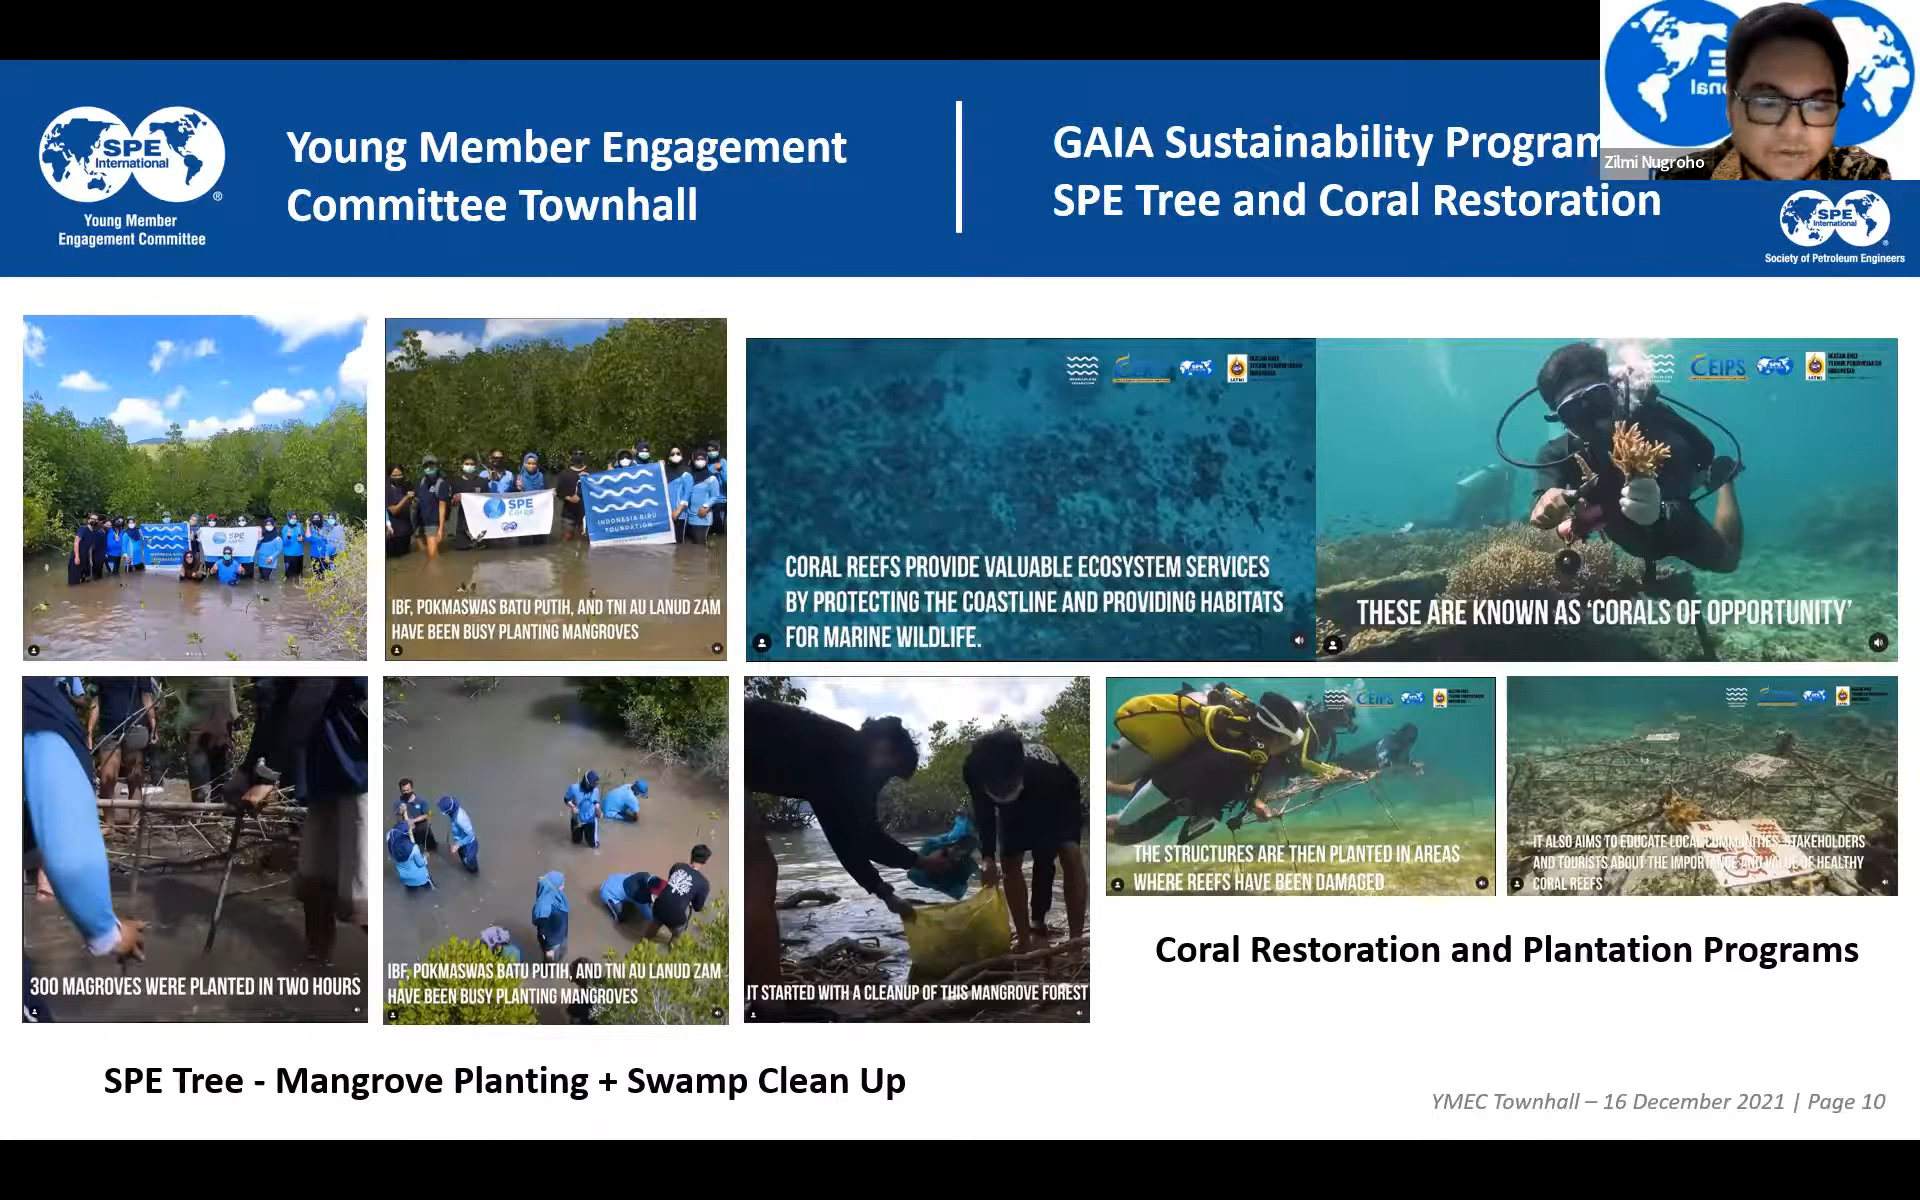 SPE
International
®
Young Member
Engagement Committee
Young Member Engagement
Committee Townhall
GAIA Sustainability Program
SPE Tree and Coral Restoration
Zilmi Nugroho
SPE
International
®
Society of Petroleum Engineers
SPE
INDONESIA BIRU
FOUNDATION
IBF, POKMASWAS BATU PUTIH, AND TNI AU LANUD ZAM
HAVE BEEN BUSY PLANTING MANGROVES
CORAL REEFS PROVIDE VALUABLE ECOSYSTEM SERVICES
BY PROTECTING THE COASTLINE AND PROVIDING HABITATS
FOR MARINE WILDLIFE.
CEIPS
IATMI
THESE ARE KNOWN AS ‘CORALS OF OPPORTUNITY’
300 MAGROVES WERE PLANTED IN TWO HOURS
IBF, POKMASWAS BATU PUTIH, AND TNI AU LANUD ZAM
HAVE BEEN BUSY PLANTING MANGROVES
IT STARTED WITH A CLEANUP OF THIS MANGROVE FOREST
CEIPS
THE STRUCTURES ARE THEN PLANTED IN AREAS
WHERE REEFS HAVE BEEN DAMAGED
IT ALSO AIMS TO EDUCATE LOCAL COMMUNITIES, STAKEHOLDERS
AND TOURISTS ABOUT THE IMPORTANCE AND VALUE OF HEALTHY
CORAL REEFS
Coral Restoration and Plantation Programs
SPE Tree - Mangrove Planting + Swamp Clean Up
YMEC Townhall – 16 December 2021 | Page 10